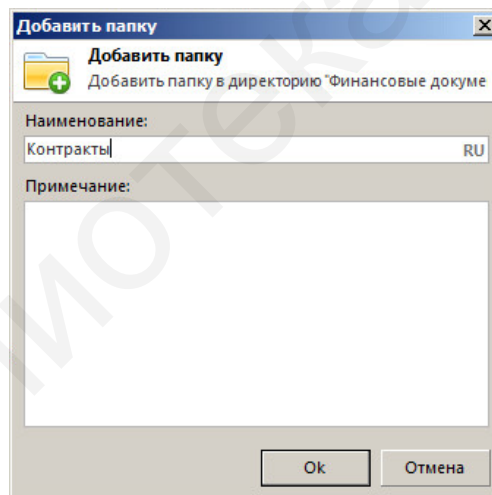 Добавить папку
Добавить папку
Добавить папку в директорию "Финансовые докуме
Наименование:
Контракты
RU
Примечание:
Ok
Отмена